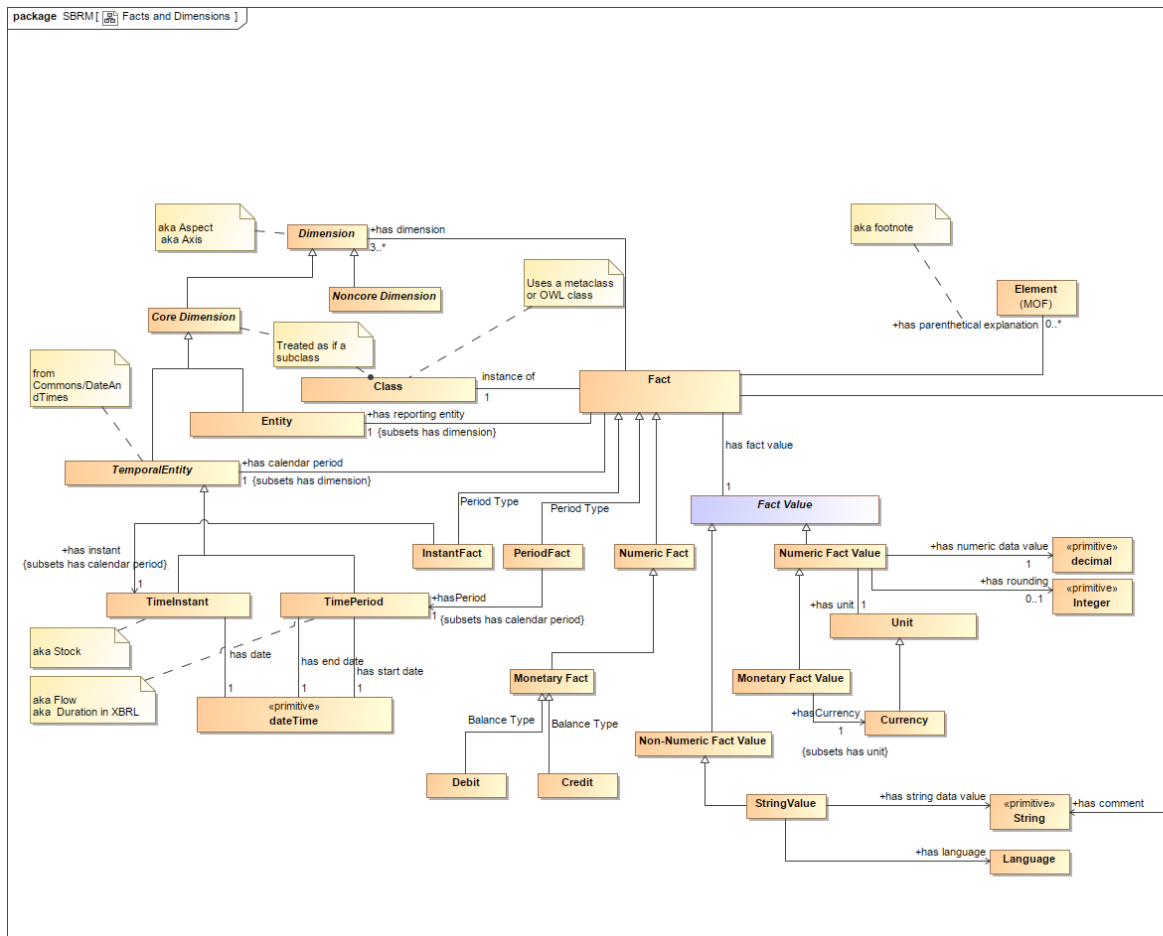 package SBRM [ Facts and Dimensions ]
aka Aspect
aka Axis
Dimension
+has dimension
3..*
aka footnote
Uses a metaclass
or OWL class
Noncore Dimension
Element
(MOF)
Core Dimension
+has parenthetical explanation
0..*
Treated as if a
subclass
from
Commons/DateAn
dTimes
Class
instance of
1
Fact
Entity
+has reporting entity
1 {subsets has dimension}
has fact value
1
TemporalEntity
+has calendar period
1 {subsets has dimension}
Period Type
Period Type
Fact Value
+has instant
{subsets has calendar period}
1
InstantFact
PeriodFact
Numeric Fact
Numeric Fact Value
+has numeric data value
1
«primitive»
decimal
+has rounding
0..1
«primitive»
Integer
TimeInstant
TimePeriod
+hasPeriod
1 {subsets has calendar period}
+has unit
1
Unit
aka Stock
has date
1
has end date
1
has start date
1
aka Flow
aka Duration in XBRL
«primitive»
dateTime
Monetary Fact
Monetary Fact Value
+hasCurrency
1
{subsets has unit}
Currency
Balance Type
Balance Type
Non-Numeric Fact Value
Debit
Credit
StringValue
+has string data value
«primitive»
String
+has comment
+has language
Language